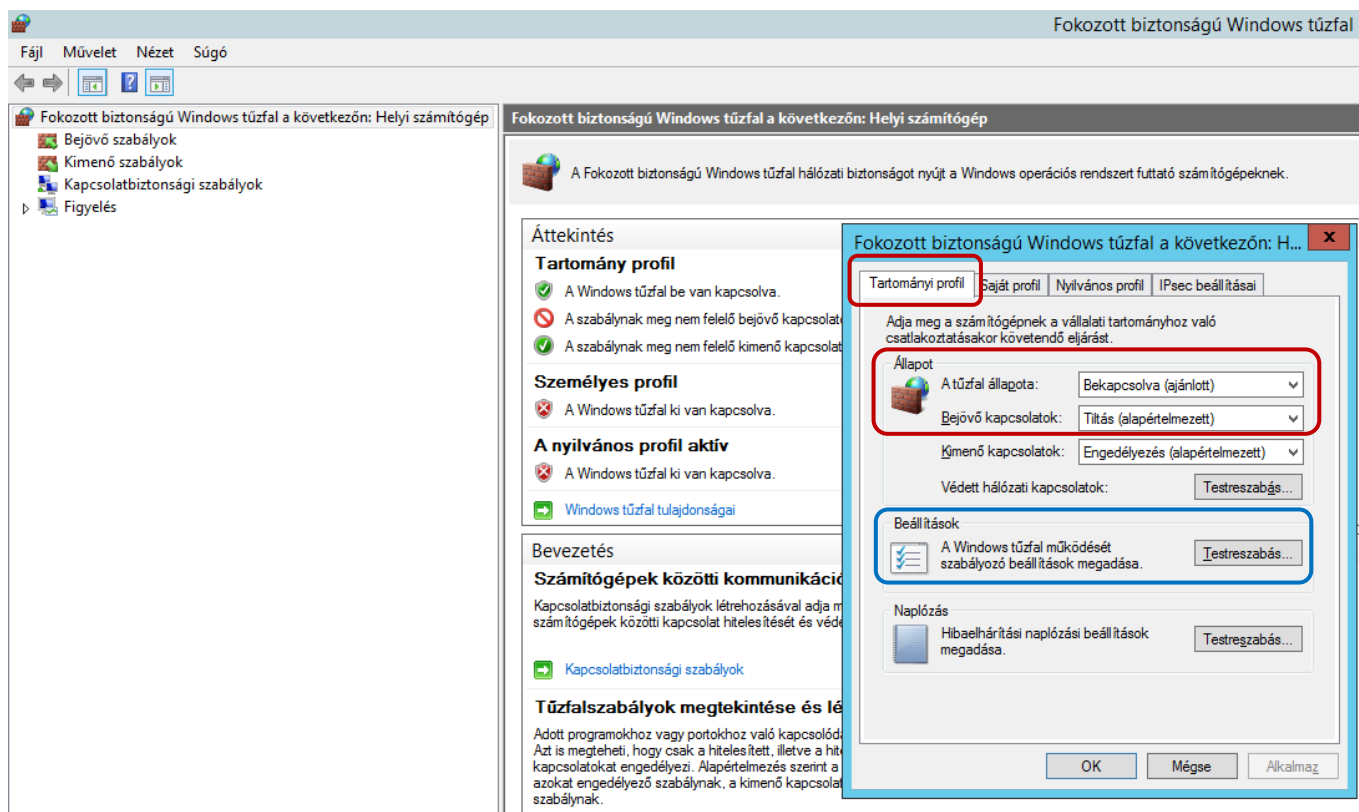 Fokozott biztonságú Windows tűzfal
Fájl Művelet Nézet Súgó
Fokozott biztonságú Windows tűzfal a következőn: Helyi számítógép
Bejövő szabályok
Kimenő szabályok
Kapcsolatbiztonsági szabályok
Figyelés
Fokozott biztonságú Windows tűzfal a következőn: Helyi számítógép
A Fokozott biztonságú Windows tűzfal hálózati biztonságot nyújt a Windows operációs rendszert futtató számítógépeknek.
Áttekintés
Tartomány profil
A Windows tűzfal be van kapcsolva.
A szabálynak meg nem felelő bejövő kapcsolat
A szabálynak meg nem felelő kimenő kapcsolat
Személyes profil
A Windows tűzfal ki van kapcsolva.
A nyilvános profil aktív
A Windows tűzfal ki van kapcsolva.
Windows tűzfal tulajdonságai
Bevezetés
Számítógépek közötti kommunikáció
Kapcsolatbiztonsági szabályok létrehozásával adja m
számítógépek közötti kapcsolat hitelesítését és véde
Kapcsolatbiztonsági szabályok
Tűzfalszabályok megtekintése és lé
Adott programokhoz vagy portokhoz való kapcsolód
Azt is megteheti, hogy csak a hitelesített, illetve a hit
kapcsolatokat engedélyezi. Alapértelmezés szerint a
azokat engedélyező szabálynak, a kimenő kapcsolat
szabálynak.
Fokozott biztonságú Windows tűzfal a következőn: H...
x
Tartományi profil Saját profil Nyilvános profil IPsec beállításai
Adja meg a számítógépnek a vállalati tartományhoz való
csatlakoztatásakor követendő eljárást.
Állapot
A tűzfal állapota: Bekapcsolva (ajánlott)
Bejövő kapcsolatok: Tiltás (alapértelmezett)
Kimenő kapcsolatok: Engedélyezés (alapértelmezett)
Védett hálózati kapcsolatok: Testreszabás...
Beállítások
A Windows tűzfal működését
szabályozó beállítások megadása.
Testreszabás...
Naplózás
Hibaelhárítási naplózási beállítások
megadása.
Testreszabás...
OK Mégse Alkalmaz